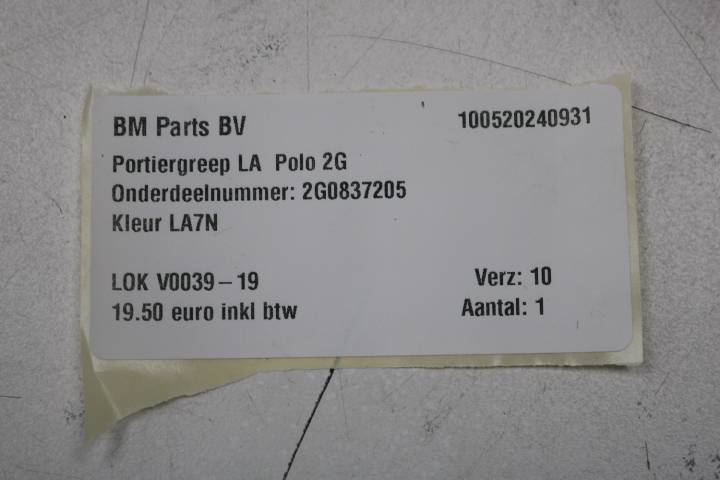 BM Parts BV
100520240931
Portiergreep LA Polo 2G
Onderdeelnummer: 2G0837205
Kleur LA7N
LOK V0039-19
Verz: 10
19.50 euro inkl btw
Aantal: 1